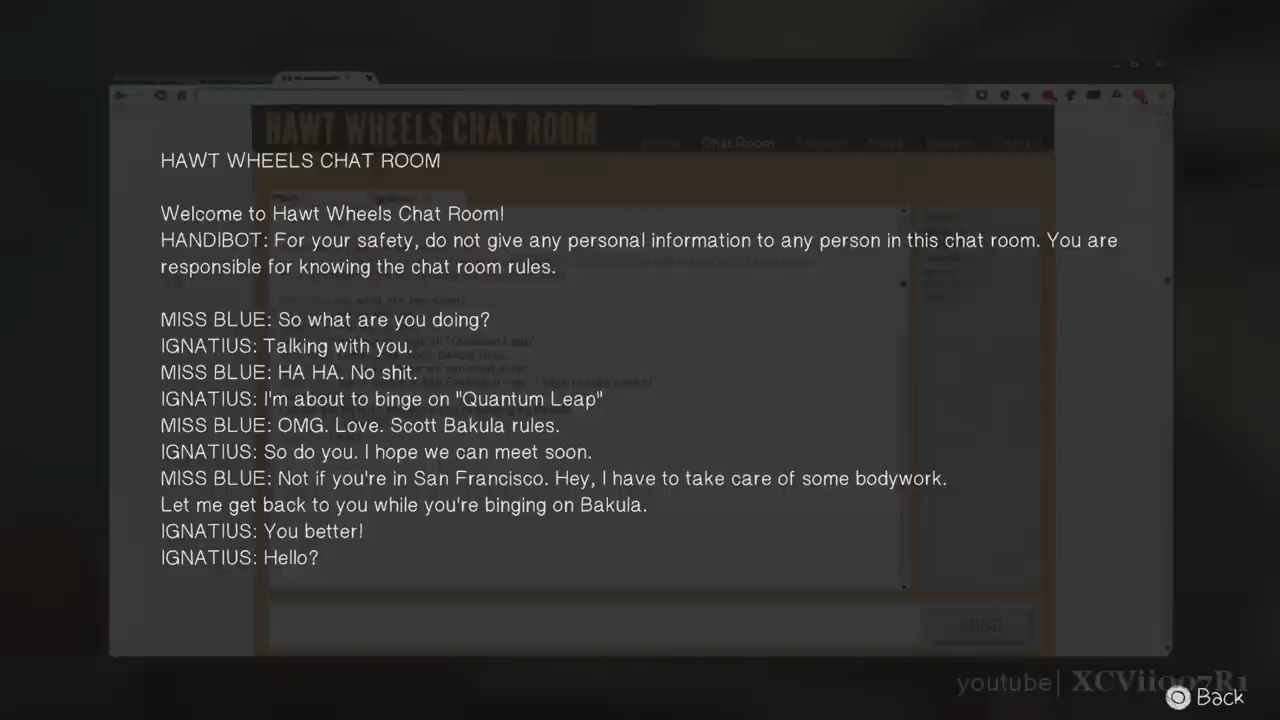 HAWT WHEELS CHAT ROOM
Chat Room
HAWT WHEELS CHAT ROOM
Welcome to Hawt Wheels Chat Room!
HANDIBOT: For your safety, do not give any personal information to any person in this chat room. You are
responsible for knowing the chat room rules.
MISS BLUE: So what are you doing?
IGNATIUS: Talking with you.
MISS BLUE: HA HA. No shit.
IGNATIUS: I'm about to binge on "Quantum Leap"
MISS BLUE: OMG. Love. Scott Bakula rules.
IGNATIUS: So do you. I hope we can meet soon.
MISS BLUE: Not if you're in San Francisco. Hey, I have to take care of some bodywork.
Let me get back to you while you're binging on Bakula.
IGNATIUS: You better!
IGNATIUS: Hello?
SEND
youtube| XCVii007R1
Back